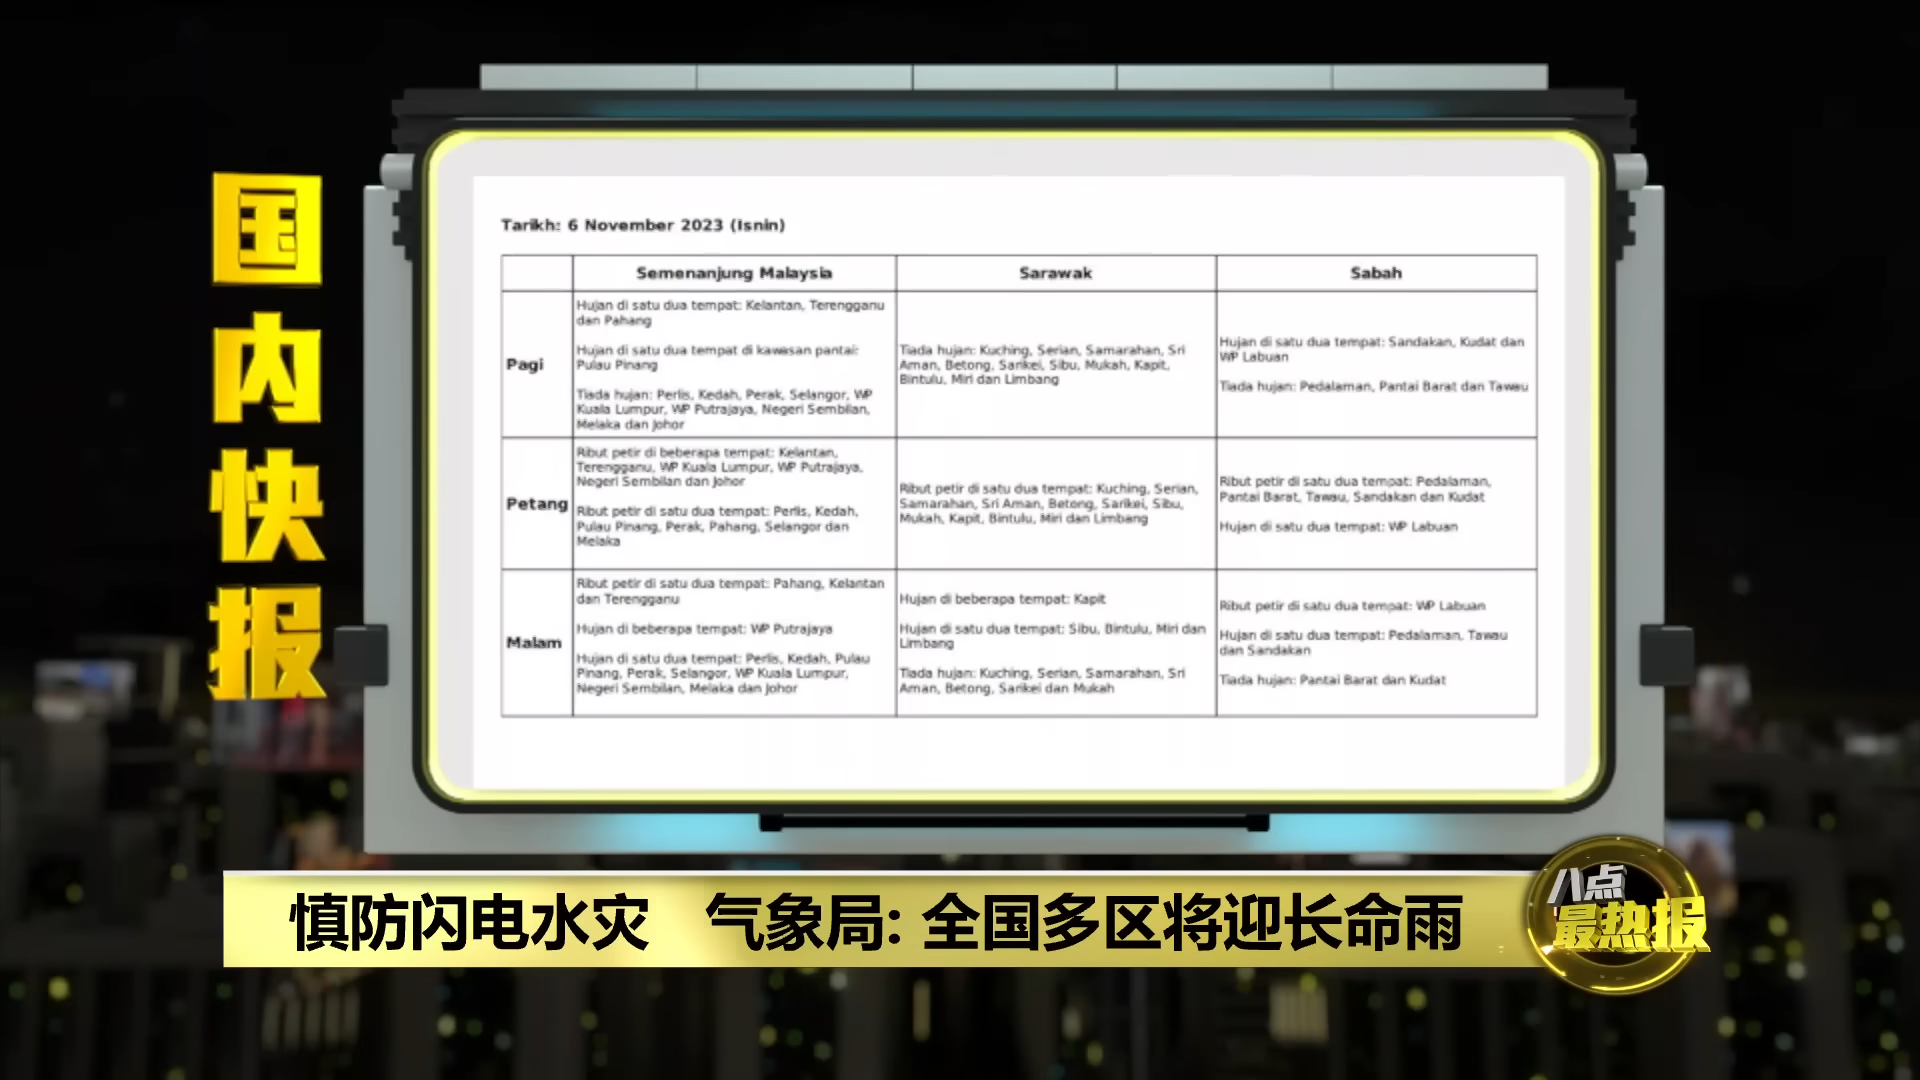 国内快报
Tarikh: 6 November 2023 (Isnin)
Semenanjung Malaysia
Sarawak
Sabah
Pagi
Hujan di satu dua tempat: Kelantan, Terengganu
dan Pahang
Hujan di satu dua tempat di kawasan pantai:
Pulau Pinang
Tiada hujan: Perlis, Kedah, Perak, Selangor, WP
Kuala Lumpur, WP Putrajaya, Negeri Sembilan,
Melaka dan Johor
Tiada hujan: Kuching, Serian, Samarahan, Sri
Aman, Betong, Sarikei, Sibu, Mukah, Kapit,
Bintulu, Miri dan Limbang
Hujan di satu dua tempat: Sandakan, Kudat dan
WP Labuan
Tiada hujan: Pedalaman, Pantai Barat dan Tawau
Petang
Ribut petir di beberapa tempat: Kelantan,
Terengganu, WP Kuala Lumpur, WP Putrajaya,
Negeri Sembilan dan Johor
Ribut petir di satu dua tempat: Perlis, Kedah,
Pulau Pinang, Perak, Pahang, Selangor dan
Melaka
Ribut petir di satu dua tempat: Kuching, Serian,
Samarahan, Sri Aman, Betong, Sarikei, Sibu,
Mukah, Kapit, Bintulu, Miri dan Limbang
Ribut petir di satu dua tempat: Pedalaman,
Pantai Barat, Tawau, Sandakan dan Kudat
Hujan di satu dua tempat: WP Labuan
Malam
Ribut petir di satu dua tempat: Pahang, Kelantan
dan Terengganu
Hujan di beberapa tempat: WP Putrajaya
Hujan di satu dua tempat: Perlis, Kedah, Pulau
Pinang, Perak, Selangor, WP Kuala Lumpur,
Negeri Sembilan, Melaka dan Johor
Hujan di beberapa tempat: Kapit
Hujan di satu dua tempat: Sibu, Bintulu, Miri dan
Limbang
Tiada hujan: Kuching, Serian, Samarahan, Sri
Aman, Betong, Sarikei dan Mukah
Ribut petir di satu dua tempat: WP Labuan
Hujan di satu dua tempat: Pedalaman, Tawau
dan Sandakan
Tiada hujan: Pantai Barat dan Kudat
慎防闪电水灾 气象局: 全国多区将迎长命雨
八点
最热报